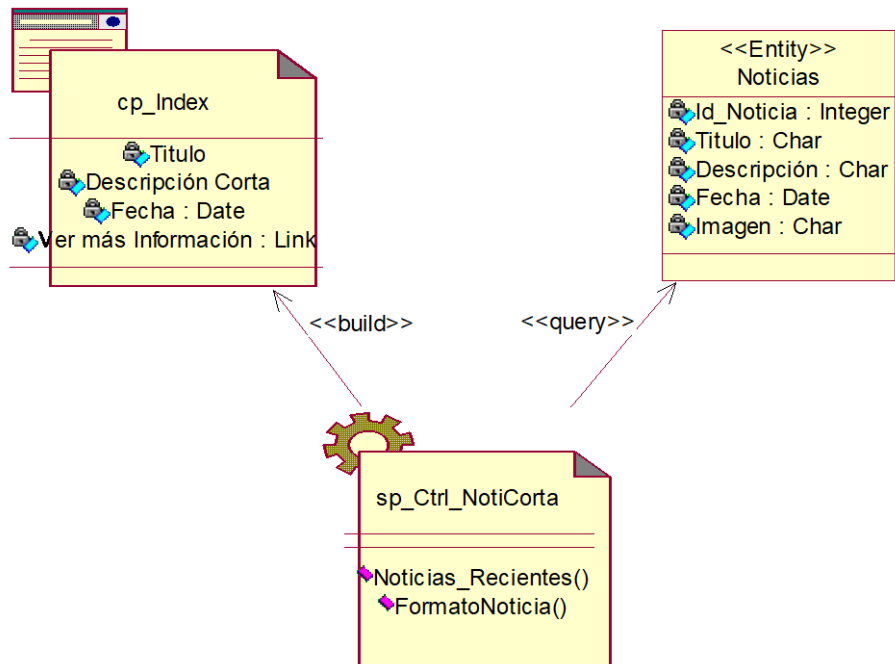 cp_Index
Titulo
Descripción Corta
Fecha : Date
Ver más Información : Link
<<Entity>>
Noticias
Id_Noticia : Integer
Titulo : Char
Descripción : Char
Fecha : Date
Imagen : Char
<<build>>
<<query>>
sp_Ctrl_NotiCorta
Noticias_Recientes()
FormatoNoticia()